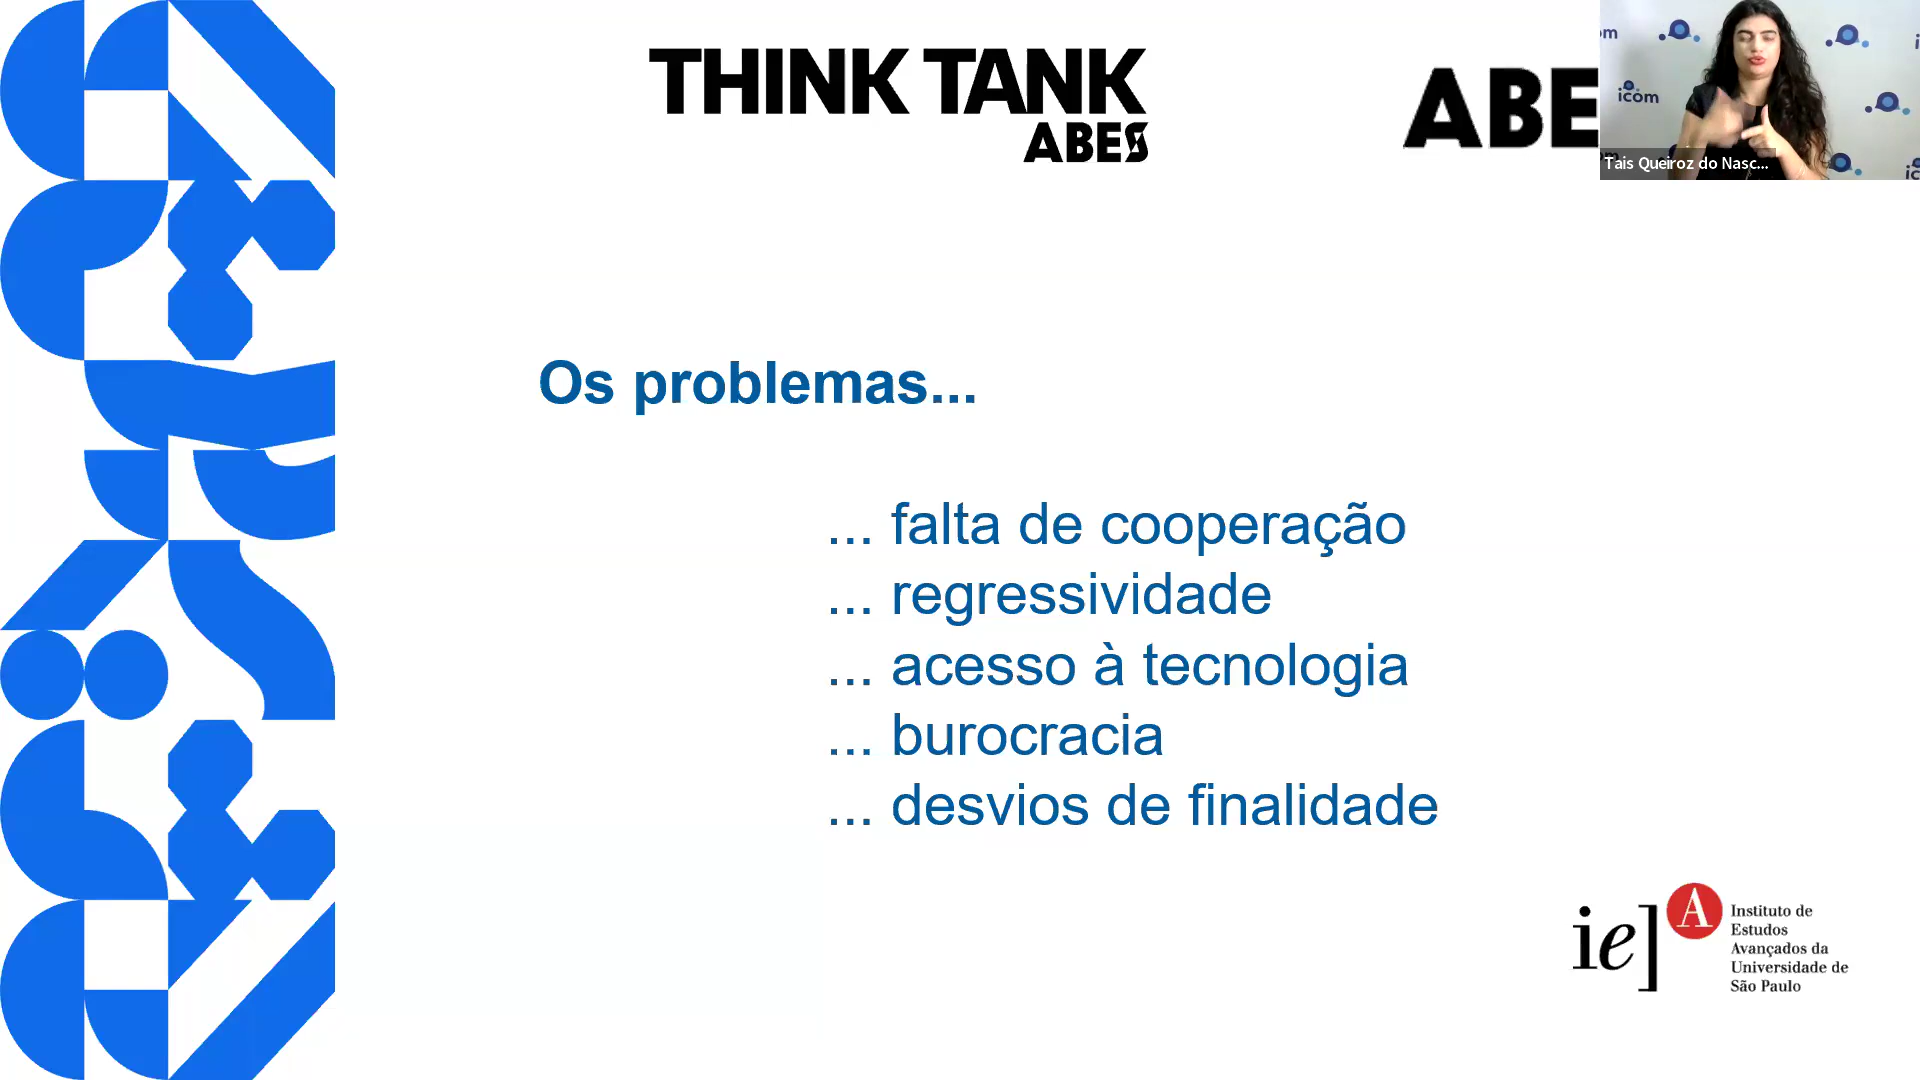 THINK TANK
ABES
ABE
icom
Tais Queiroz do Nasc...
Os problemas...
... falta de cooperação
... regressividade
... acesso à tecnologia
... burocracia
... desvios de finalidade
ie] A
Instituto de
Estudos
Avançados da
Universidade de
São Paulo